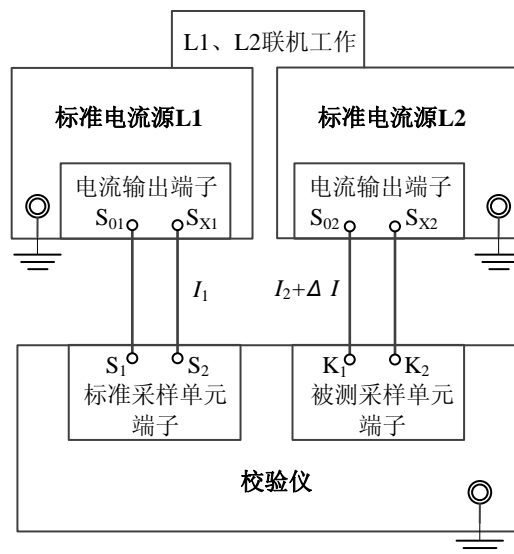 L1、L2联机工作
标准电流源L1
标准电流源L2
电流输出端子
S01 SX1
电流输出端子
S02 SX2
I1
I2+Δ I
S1 S2
标准采样单元
端子
K1 K2
被测采样单元
端子
校验仪